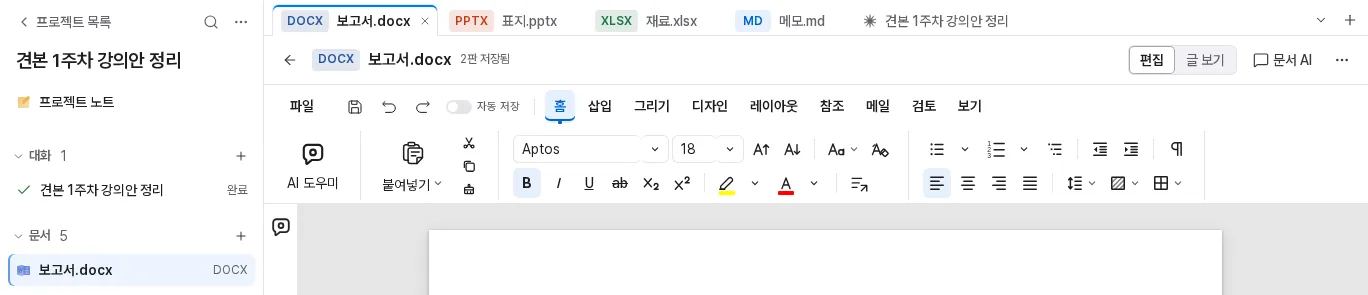 프로젝트 목록
견본 1주차 강의안 정리
프로젝트 노트
대화 1
견본 1주차 강의안 정리 완료
문서 5
보고서.docx DOCX
DOCX 보고서.docx PPTX 표지.pptx XLSX 재료.xlsx MD 메모.md 견본 1주차 강의안 정리
DOCX 보고서.docx 2판 저장됨 편집 글 보기 문서 AI
파일 자동 저장 홈 삽입 그리기 디자인 레이아웃 참조 메일 검토 보기
AI 도우미
붙여넣기
Aptos 18
B I U ab X₂ X²